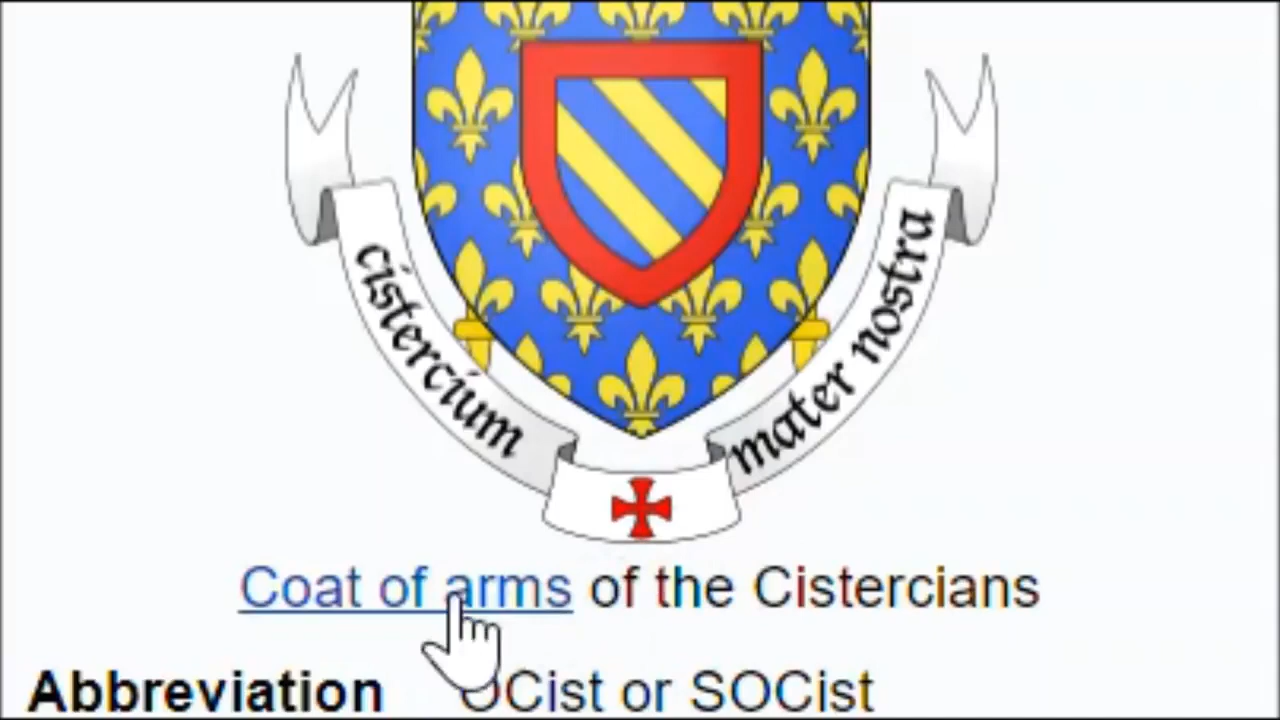 cistercium
mater nostra
Coat of arms of the Cistercians
Abbreviation OCist or SOCist